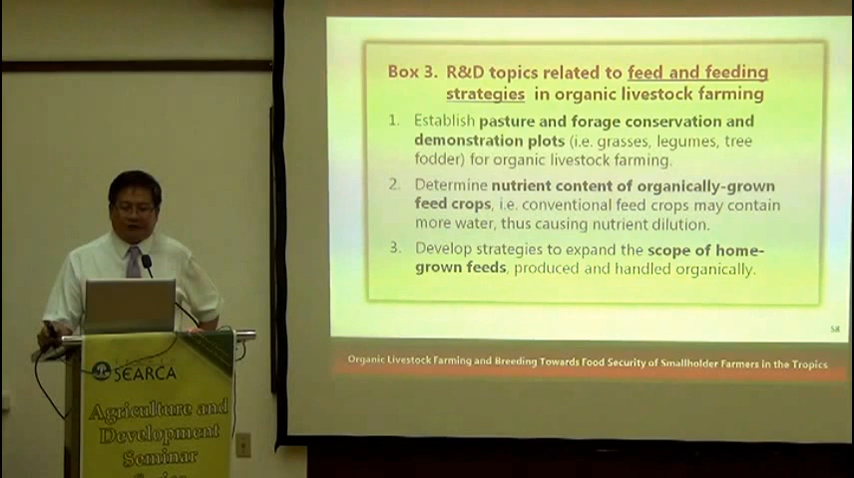 Box 3. R&D topics related to feed and feeding
strategies in organic livestock farming
1. Establish pasture and forage conservation and
demonstration plots (i.e. grasses, legumes, tree
fodder) for organic livestock farming.
2. Determine nutrient content of organically-grown
feed crops, i.e. conventional feed crops may contain
more water, thus causing nutrient dilution.
3. Develop strategies to expand the scope of home-
grown feeds, produced and handled organically.
58
Organic Livestock Farming and Breeding Towards Food Security of Smallholder Farmers in the Tropics
SEARCA
Agriculture and
Development
Seminar